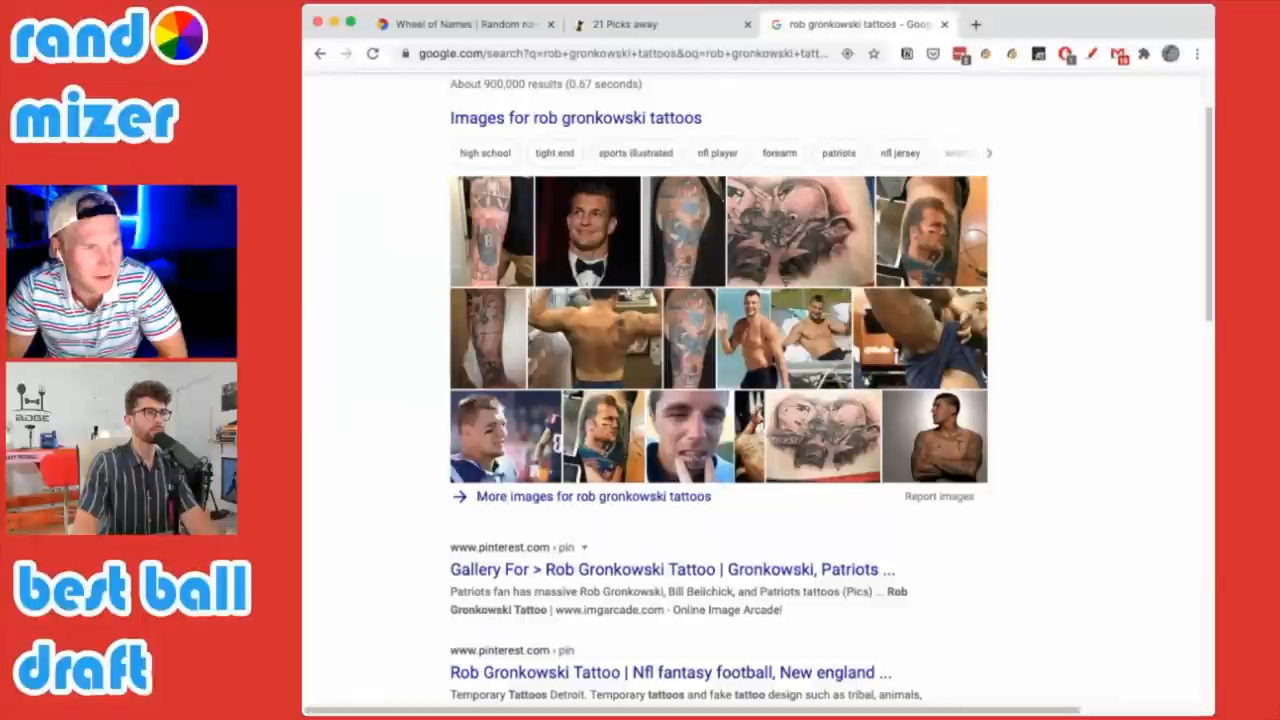 rand
mizer
BDGE
best ball
draft
Wheel of Names | Random na
21 Picks away
rob gronkowski tattoos - Goog
google.com/search?q=rob+gronkowski+tattoos&oq=rob+gronkowski+tatt...
About 900,000 results (0.67 seconds)
Images for rob gronkowski tattoos
high school tight end sports illustrated nfl player forearm patriots nfl jersey
More images for rob gronkowski tattoos
Report images
www.pinterest.com › pin
Gallery For > Rob Gronkowski Tattoo | Gronkowski, Patriots ...
Patriots fan has massive Rob Gronkowski, Bill Belichick, and Patriots tattoos (Pics) ... Rob
Gronkowski Tattoo | www.imgarcade.com - Online Image Arcade!
www.pinterest.com › pin
Rob Gronkowski Tattoo | Nfl fantasy football, New england ...
Temporary Tattoos Detroit. Temporary tattoos and fake tattoo design such as tribal, animals,